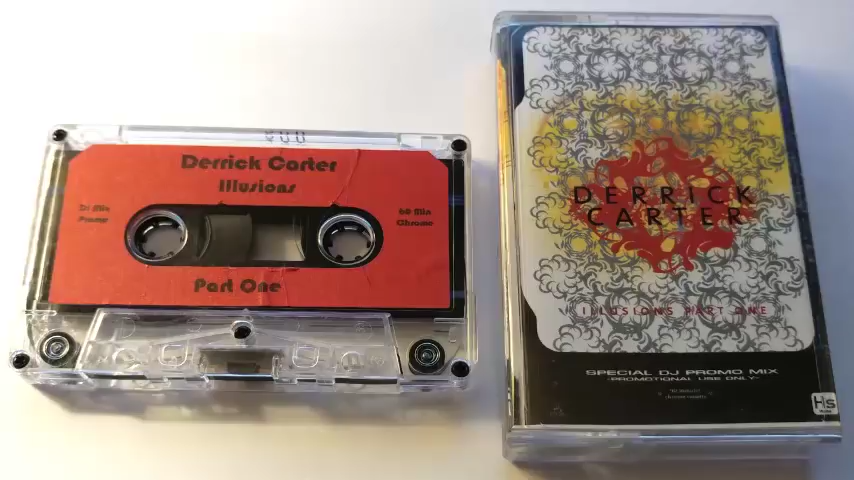 Derrick Carter
Illusions
Dj Mix
Promo
60 Min
Chrome
Part One
DERRICK
CARTER
ILLUSIONS PART ONE
SPECIAL DJ PROMO MIX
-PROMOTIONAL USE ONLY-
Hs